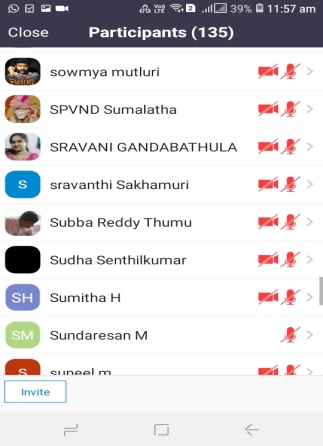 39% 11:57 am
Close Participants (135)
sowmya mutluri
SPVND Sumalatha
SRAVANI GANDABATHULA
S sravanthi Sakhamuri
Subba Reddy Thumu
Sudha Senthilkumar
SH Sumitha H
SM Sundaresan M
S suneel m
Invite